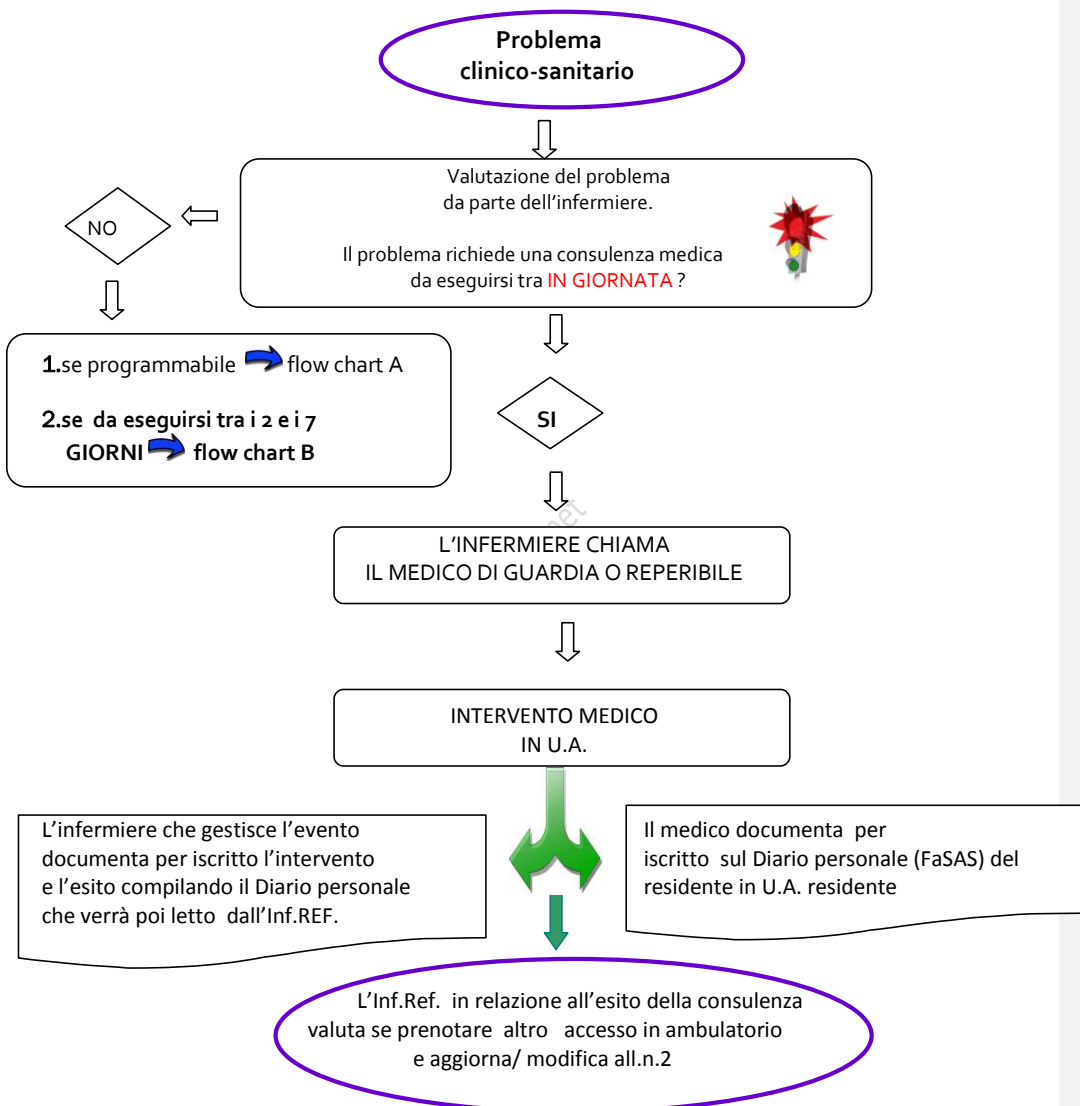 Problema
clinico-sanitario
Valutazione del problema
da parte dell'infermiere.
Il problema richiede una consulenza medica
da eseguirsi tra IN GIORNATA ?
NO
1.se programmabile flow chart A
2.se da eseguirsi tra i 2 e i 7
GIORNI flow chart B
SI
L'INFERMIERE CHIAMA
IL MEDICO DI GUARDIA O REPERIBILE
INTERVENTO MEDICO
IN U.A.
L'infermiere che gestisce l'evento
documenta per iscritto l'intervento
e l'esito compilando il Diario personale
che verrà poi letto dall'Inf.REF.
Il medico documenta per
iscritto sul Diario personale (FaSAS) del
residente in U.A. residente
L'Inf.Ref. in relazione all'esito della consulenza
valuta se prenotare altro accesso in ambulatorio
e aggiorna/ modifica all.n.2